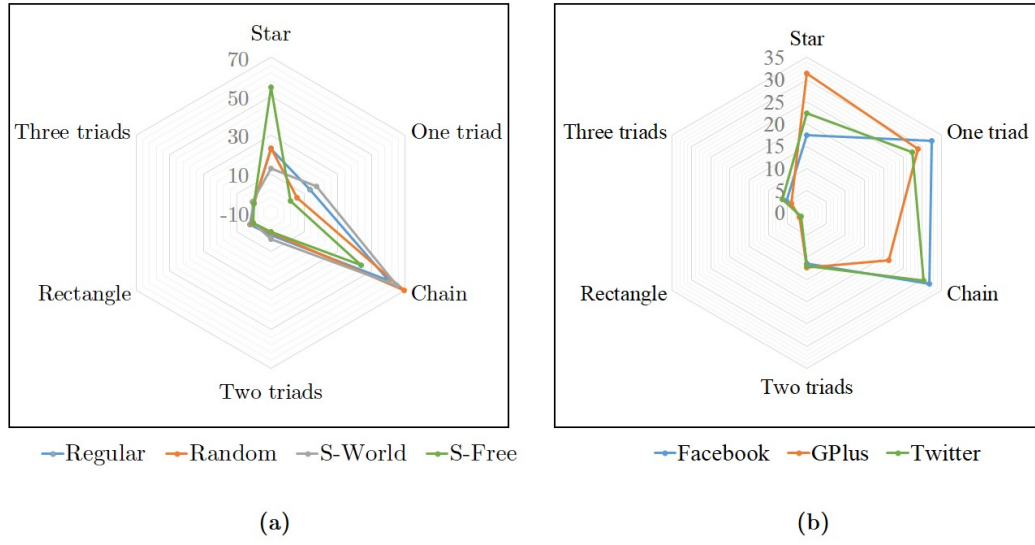 Star
70
50
30
10
-10
Three triads
One triad
Rectangle
Chain
Two triads
Regular Random S-World S-Free
(a)
Star
35
30
25
20
15
10
5
0
Three triads
One triad
Rectangle
Chain
Two triads
Facebook GPlus Twitter
(b)